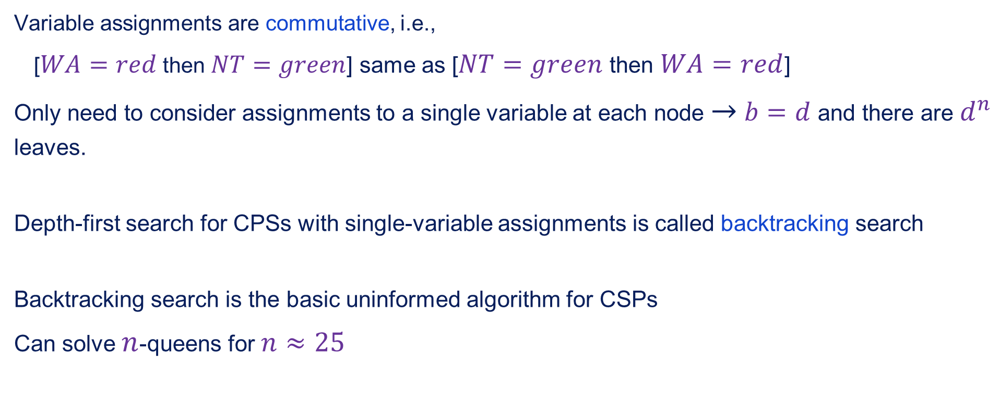 Variable assignments are commutative, i.e.,
[WA = red then NT = green] same as [NT = green then WA = red]
Only need to consider assignments to a single variable at each node → b = d and there are dⁿ
leaves.
Depth-first search for CPSs with single-variable assignments is called backtracking search
Backtracking search is the basic uninformed algorithm for CSPs
Can solve n-queens for n ≈ 25